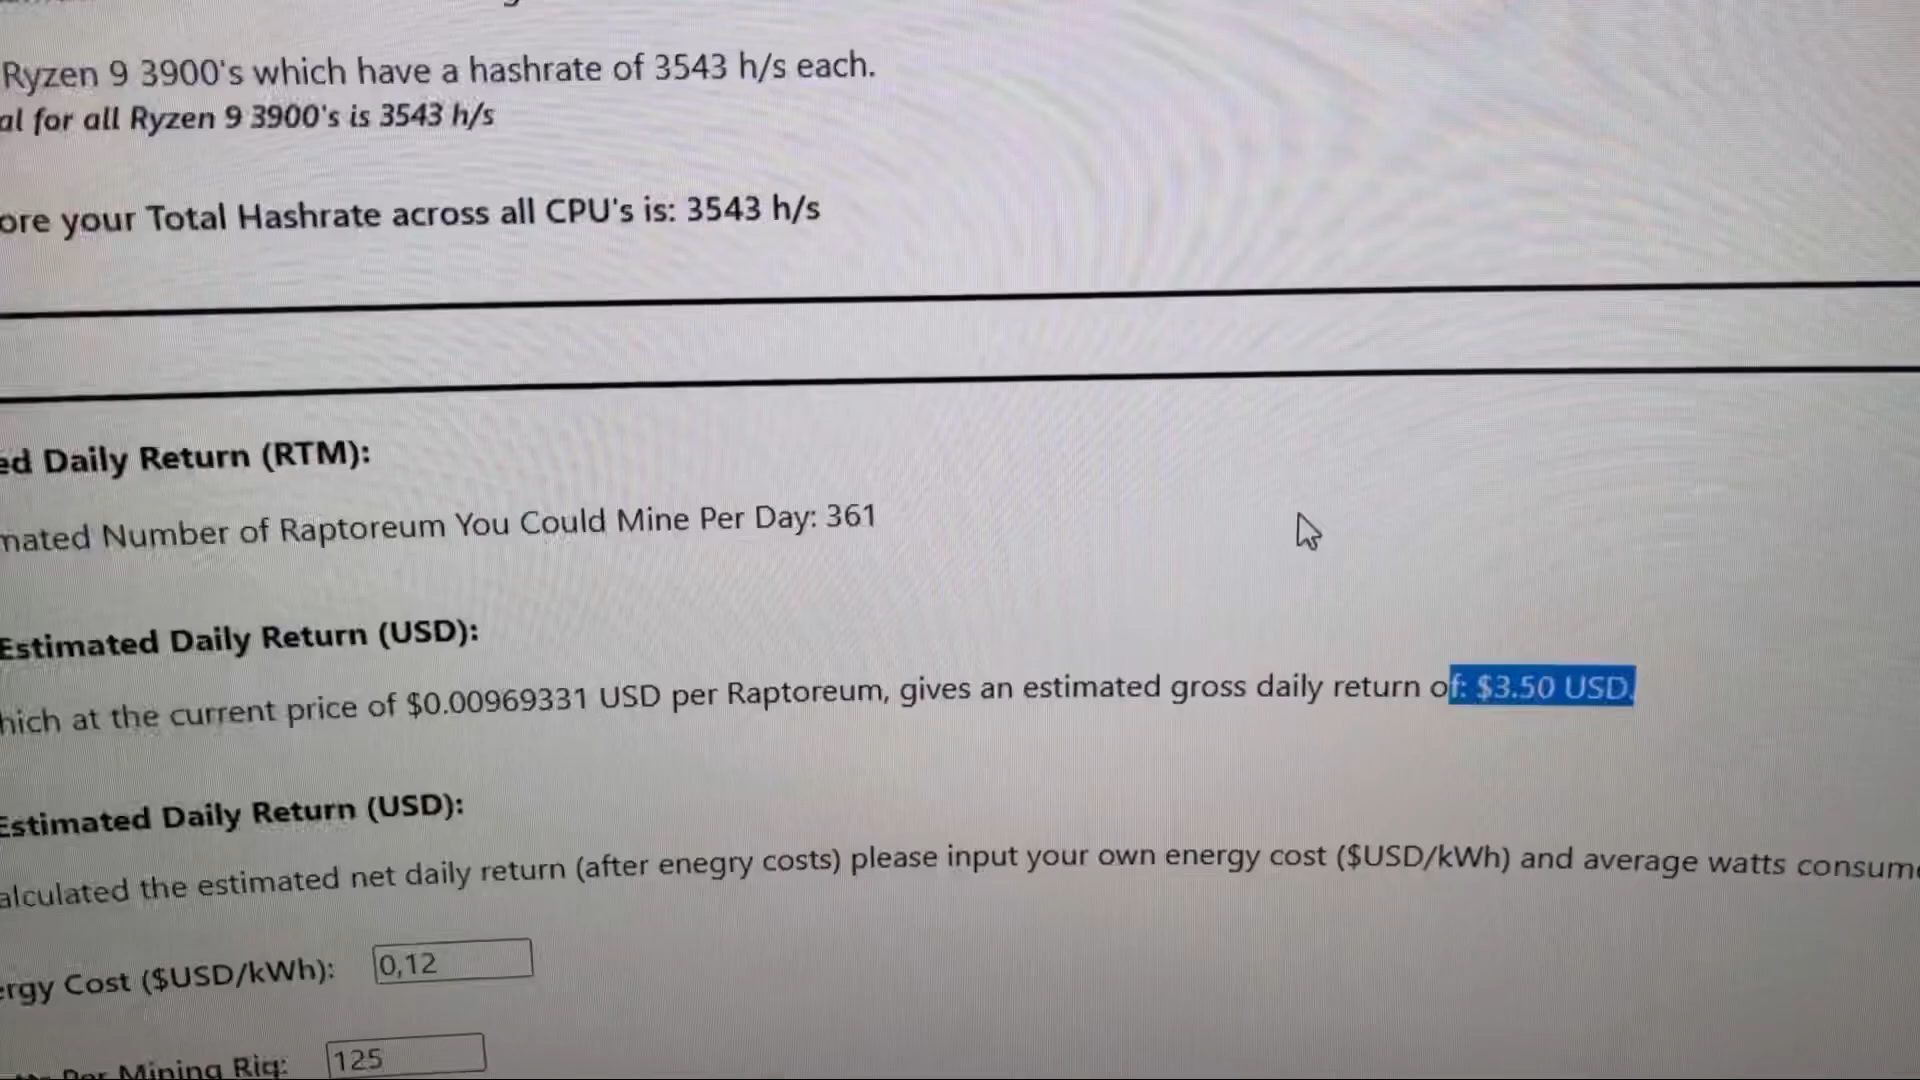 Ryzen 9 3900's which have a hashrate of 3543 h/s each.
al for all Ryzen 9 3900's is 3543 h/s
ore your Total Hashrate across all CPU's is: 3543 h/s
ed Daily Return (RTM):
mated Number of Raptoreum You Could Mine Per Day: 361
Estimated Daily Return (USD):
hich at the current price of $0.00969331 USD per Raptoreum, gives an estimated gross daily return of: $3.50 USD.
Estimated Daily Return (USD):
alculated the estimated net daily return (after enegry costs) please input your own energy cost ($USD/kWh) and average watts consume
ergy Cost ($USD/kWh): 0,12
Per Mining Rig: 125